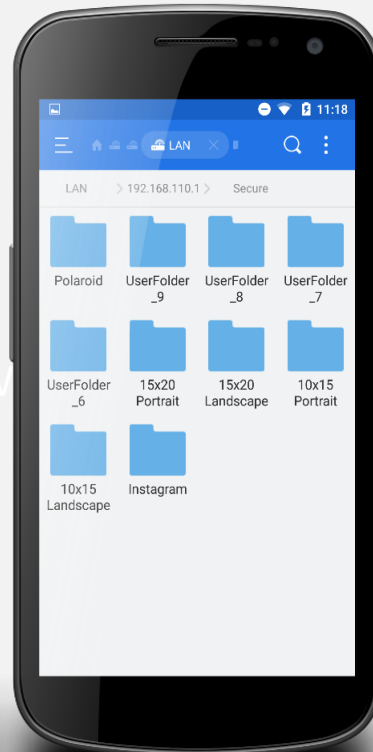 11:18
LAN
LAN > 192.168.110.1 > Secure
Polaroid
UserFolder
_9
UserFolder
_8
UserFolder
_7
UserFolder
_6
15x20
Portrait
15x20
Landscape
10x15
Portrait
10x15
Landscape
Instagram